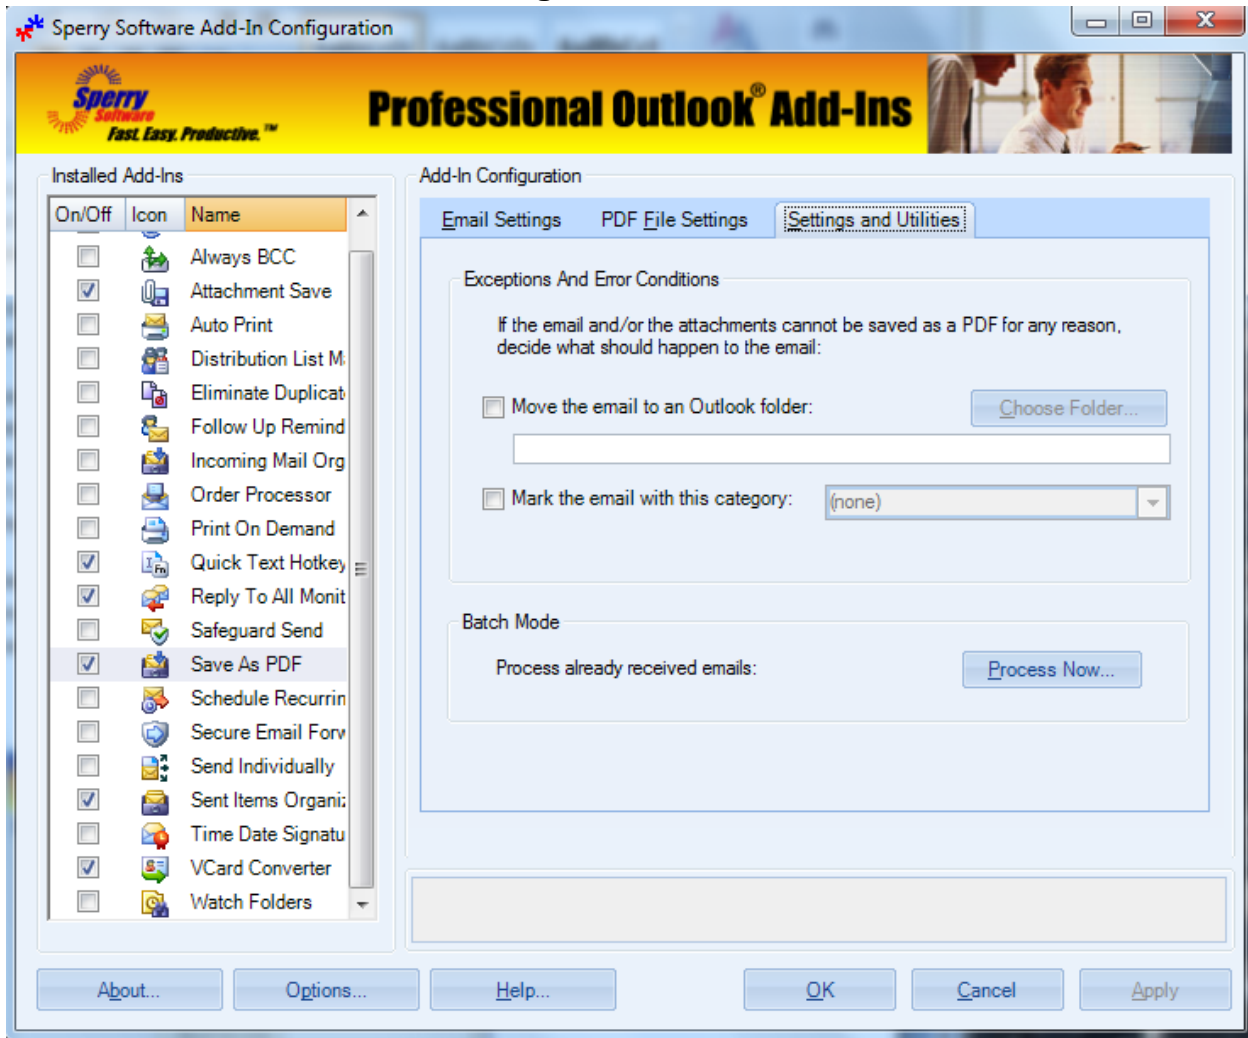 Sperry Software Add-In Configuration
Sperry
Software
Fast. Easy. Productive.™
Professional Outlook® Add-Ins
Installed Add-Ins
On/Off Icon Name
Always BCC
Attachment Save
Auto Print
Distribution List M
Eliminate Duplicat
Follow Up Remind
Incoming Mail Org
Order Processor
Print On Demand
Quick Text Hotkey
Reply To All Monit
Safeguard Send
Save As PDF
Schedule Recurrin
Secure Email Forw
Send Individually
Sent Items Organiz
Time Date Signatu
VCard Converter
Watch Folders
Add-In Configuration
Email Settings PDF File Settings Settings and Utilities
Exceptions And Error Conditions
If the email and/or the attachments cannot be saved as a PDF for any reason,
decide what should happen to the email:
Move the email to an Outlook folder: Choose Folder...
Mark the email with this category: (none)
Batch Mode
Process already received emails: Process Now...
About... Options... Help... OK Cancel Apply